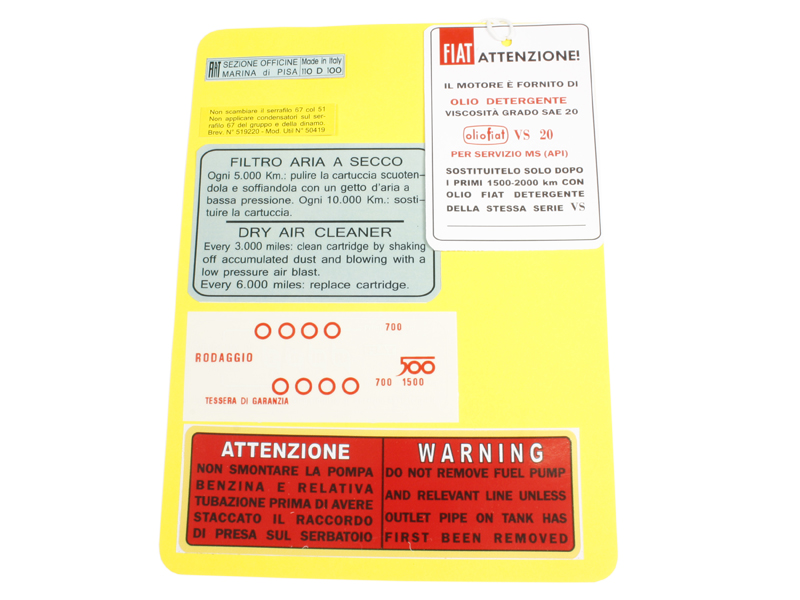 FIAT SEZIONE OFFICINE Made in Italy
MARINA di PISA 110 D 100
Non scambiare il serrafilo 57 col 51
Non applicare condensatori sul ser-
rafilo 67 del gruppo e della dinamo.
Brev. N° 519220 - Mod. Util N° 50419
FILTRO ARIA A SECCO
Ogni 5.000 Km.: pulire la cartuccia scuoten-
dola e soffiandola con un getto d'aria a
bassa pressione. Ogni 10.000 Km.: sosti-
tuire la cartuccia.
DRY AIR CLEANER
Every 3.000 miles: clean cartridge by shaking
off accumulated dust and blowing with a
low pressure air blast.
Every 6.000 miles: replace cartridge.
FIAT ATTENZIONE!
IL MOTORE È FORNITO DI
OLIO DETERGENTE
VISCOSITÀ GRADO SAE 20
oliofiat VS 20
PER SERVIZIO MS (API)
SOSTITUITELO SOLO DOPO
I PRIMI 1500-2000 km CON
OLIO FIAT DETERGENTE
DELLA STESSA SERIE VS
700
RODAGGIO
500
700 1500
TESSERA DI GARANZIA
ATTENZIONE
NON SMONTARE LA POMPA
BENZINA E RELATIVA
TUBAZIONE PRIMA DI AVERE
STACCATO IL RACCORDO
DI PRESA SUL SERBATOIO
WARNING
DO NOT REMOVE FUEL PUMP
AND RELEVANT LINE UNLESS
OUTLET PIPE ON TANK HAS
FIRST BEEN REMOVED